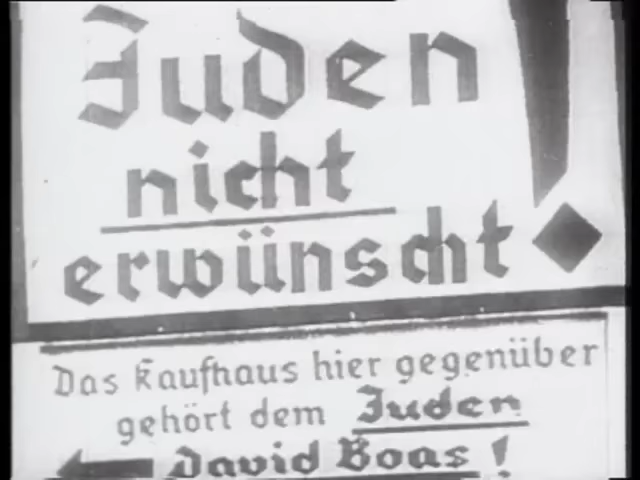 Juden
nicht
erwünscht!
Das Kaufhaus hier gegenüber
gehört dem Juden
David Boas!